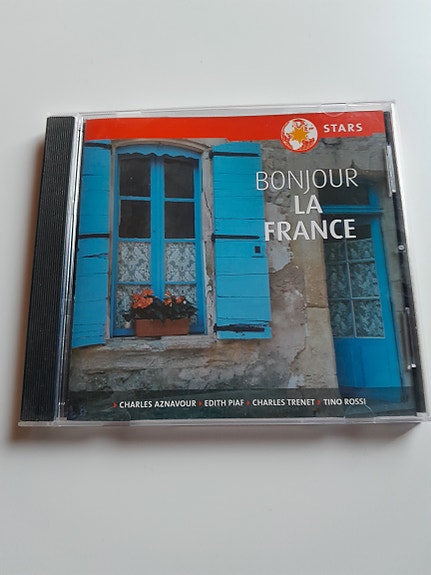 STARS
BONJOUR
LA
FRANCE
› CHARLES AZNAVOUR › EDITH PIAF › CHARLES TRENET › TINO ROSSI